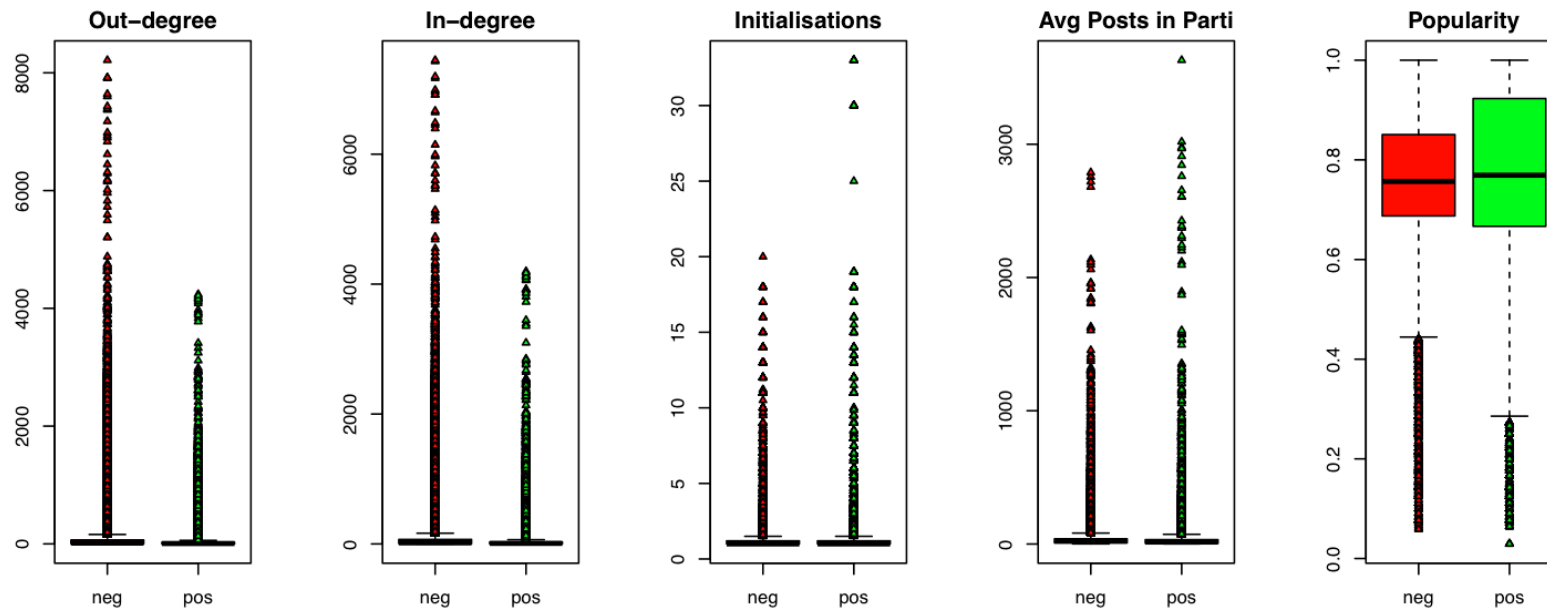 Out-degree
8000
6000
4000
2000
0
neg pos
In-degree
6000
4000
2000
0
neg pos
Initialisations
30
25
20
15
10
5
0
neg pos
Avg Posts in Parti
3000
2000
1000
0
neg pos
Popularity
1.0
0.8
0.6
0.4
0.2
0.0
neg pos